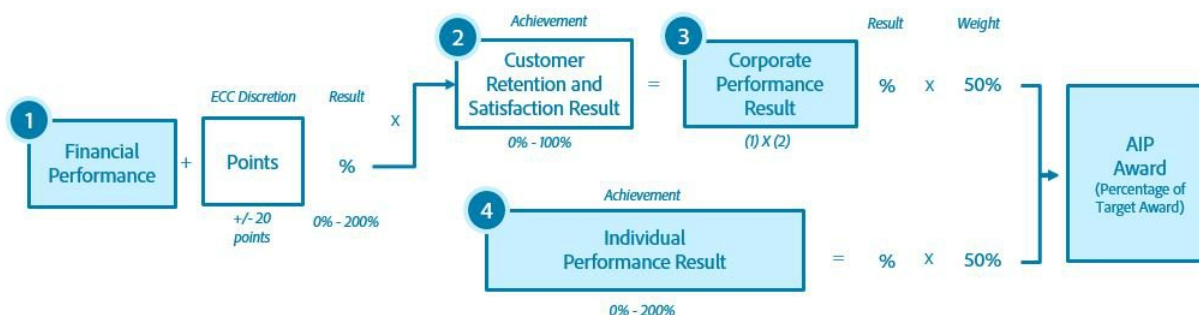 1
Financial
Performance
+
ECC Discretion
Points
+/- 20
points
Result
%
0% - 200%
x
2
Achievement
Customer
Retention and
Satisfaction Result
0% - 100%
=
3
Corporate
Performance
Result
(1) X (2)
Result
%
x
Weight
50%
4
Achievement
Individual
Performance Result
0% - 200%
=
%
x
50%
AIP
Award
(Percentage of
Target Award)